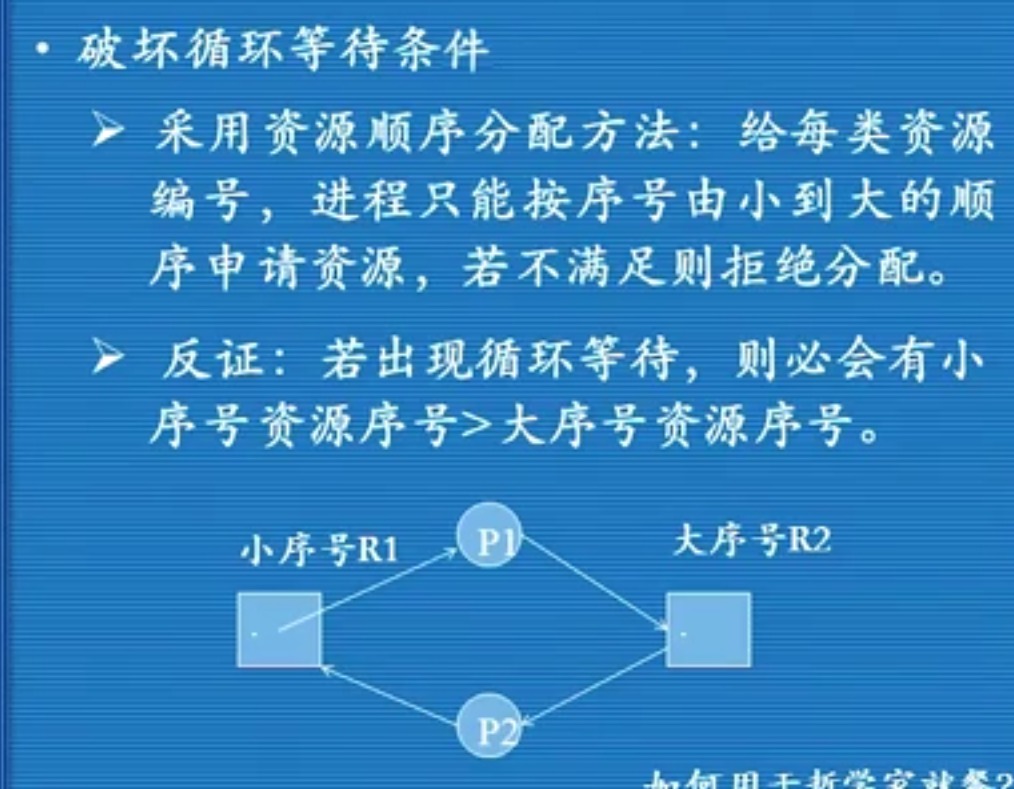 • 破坏循环等待条件
➢ 采用资源顺序分配方法：给每类资源
编号，进程只能按序号由小到大的顺
序申请资源，若不满足则拒绝分配。
➢ 反证：若出现循环等待，则必会有小
序号资源序号>大序号资源序号。
小序号R1
P1
大序号R2
P2
如何用于哲学家就餐?